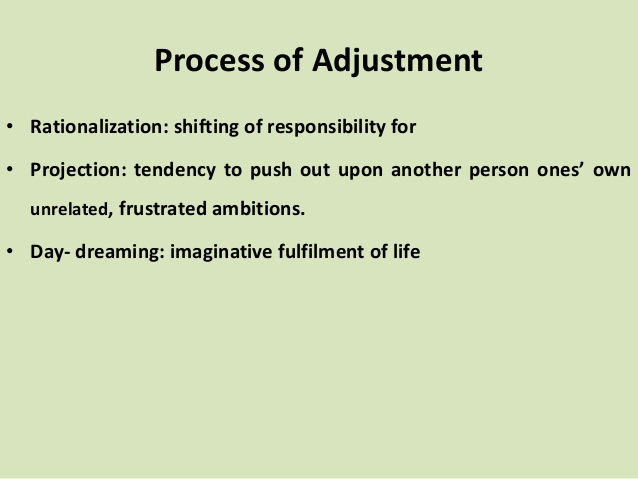 Process of Adjustment
• Rationalization: shifting of responsibility for
• Projection: tendency to push out upon another person ones’ own
unrelated, frustrated ambitions.
• Day- dreaming: imaginative fulfilment of life